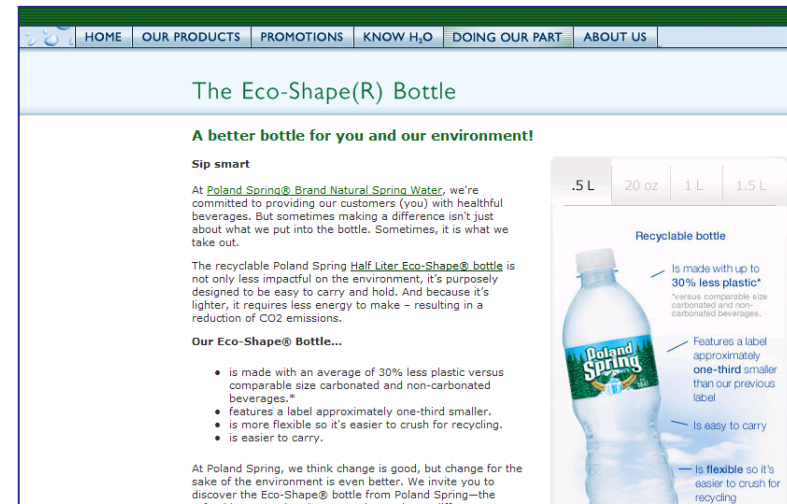 HOME OUR PRODUCTS PROMOTIONS KNOW H₂O DOING OUR PART ABOUT US
The Eco-Shape(R) Bottle
A better bottle for you and our environment!
Sip smart
At Poland Spring® Brand Natural Spring Water, we're
committed to providing our customers (you) with healthful
beverages. But sometimes making a difference isn't just
about what we put into the bottle. Sometimes, it is what we
take out.
The recyclable Poland Spring Half Liter Eco-Shape® bottle is
not only less impactful on the environment, it's purposely
designed to be easy to carry and hold. And because it's
lighter, it requires less energy to make – resulting in a
reduction of CO2 emissions.
Our Eco-Shape® Bottle...
• is made with an average of 30% less plastic versus
comparable size carbonated and non-carbonated
beverages.*
• features a label approximately one-third smaller.
• is more flexible so it's easier to crush for recycling.
• is easier to carry.
At Poland Spring, we think change is good, but change for the
sake of the environment is even better. We invite you to
discover the Eco-Shape® bottle from Poland Spring—the
.5 L 20 oz 1 L 1.5 L
Recyclable bottle
Is made with up to
30% less plastic*
*versus comparable size
carbonated and non-
carbonated beverages.
Features a label
approximately
one-third smaller
than our previous
label
Is easy to carry
Is flexible so it's
easier to crush for
recycling
Poland
Spring